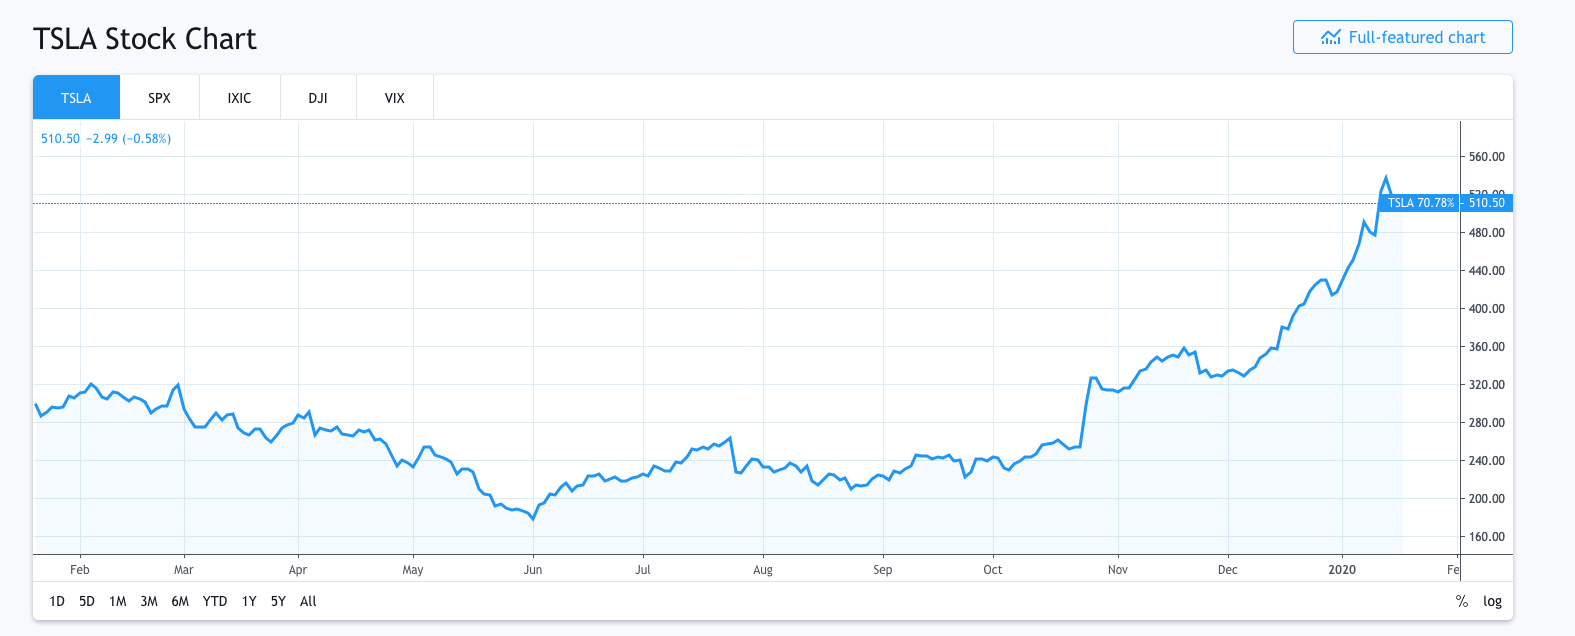 TSLA Stock Chart
Full-featured chart
TSLA SPX IXIC DJI VIX
510.50 −2.99 (−0.58%)
560.00
520.00
TSLA 70.78% 510.50
480.00
440.00
400.00
360.00
320.00
280.00
240.00
200.00
160.00
Feb Mar Apr May Jun Jul Aug Sep Oct Nov Dec 2020 Fe
1D 5D 1M 3M 6M YTD 1Y 5Y All % log